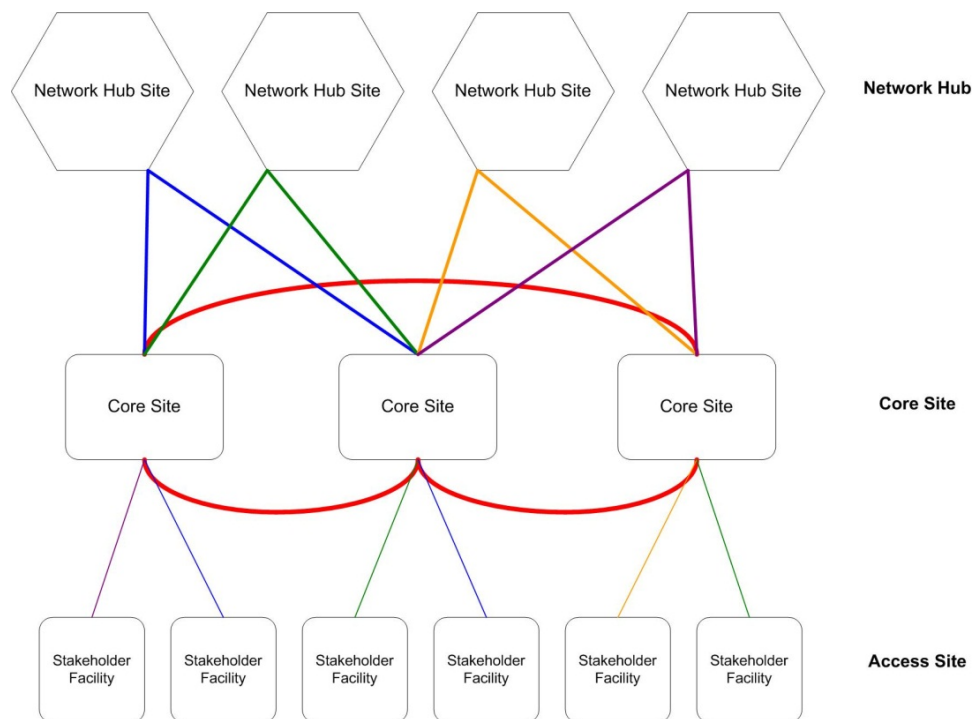 Network Hub Site
Network Hub Site
Network Hub Site
Network Hub Site
Network Hub
Core Site
Core Site
Core Site
Core Site
Stakeholder
Facility
Stakeholder
Facility
Stakeholder
Facility
Stakeholder
Facility
Stakeholder
Facility
Stakeholder
Facility
Access Site